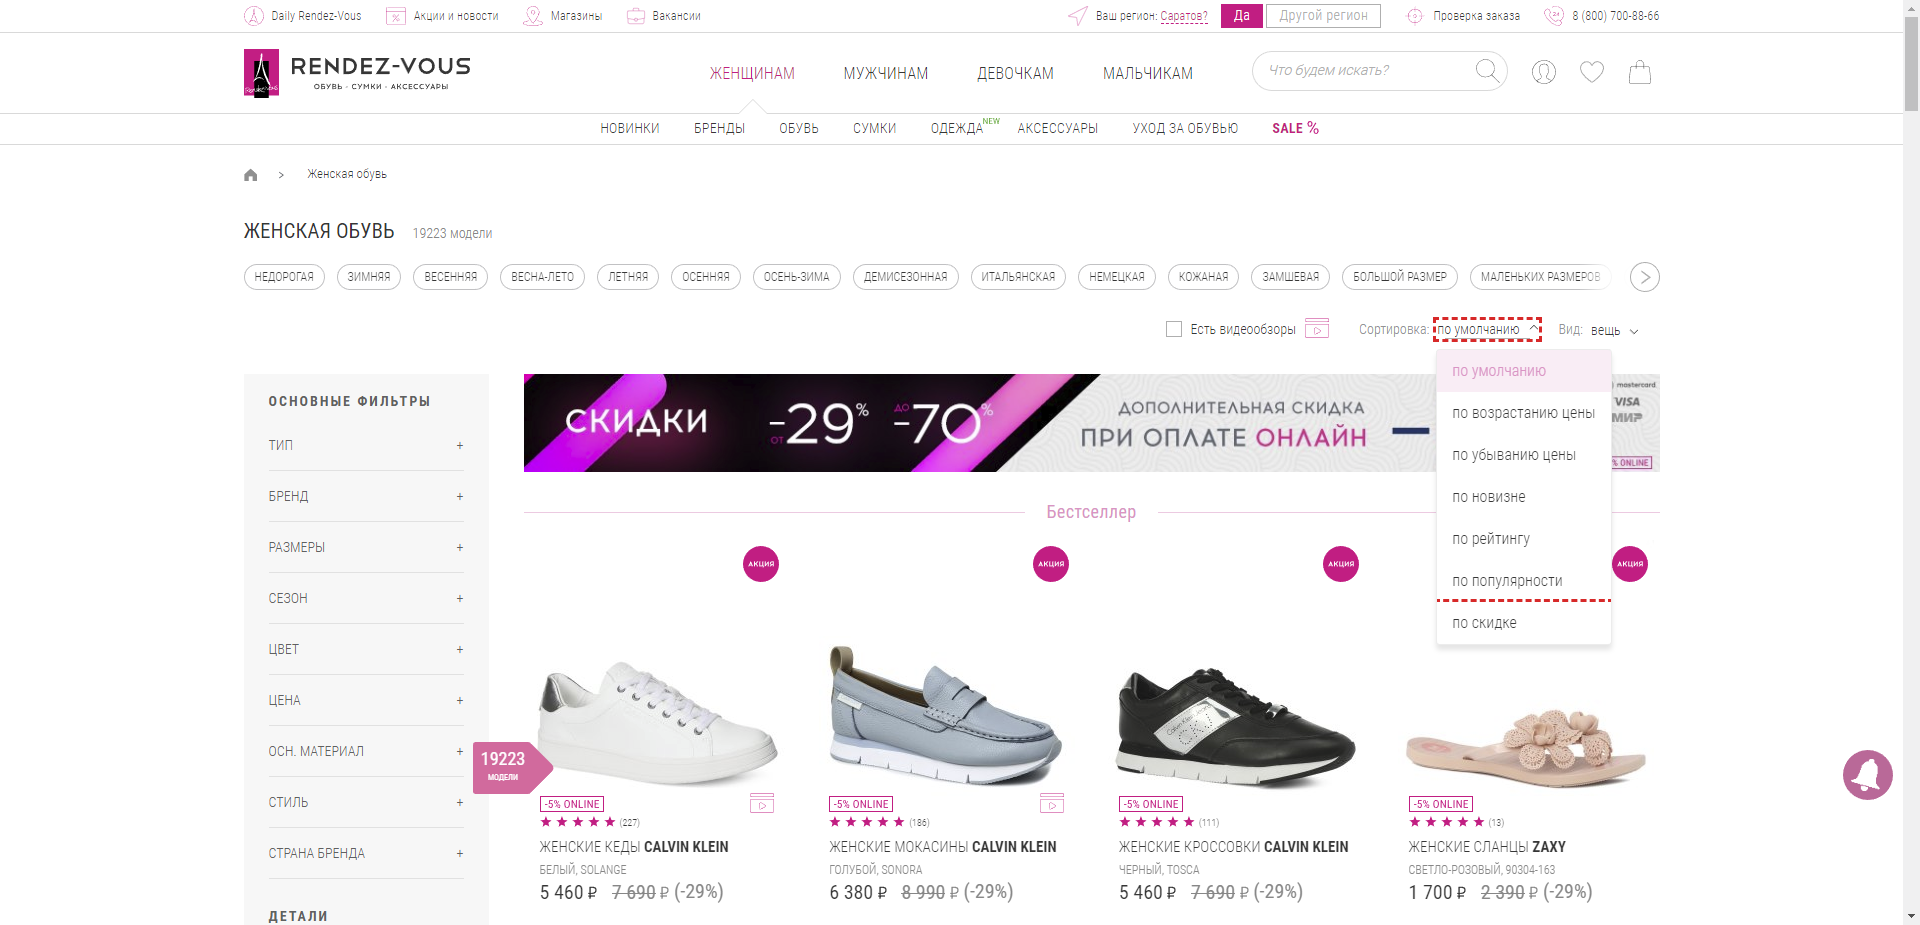 Daily Rendez-Vous Акции и новости Магазины Вакансии Ваш регион: Саратов? Да Другой регион Проверка заказа 8 (800) 700-88-66
RENDEZ-VOUS
ОБУВЬ · СУМКИ · АКСЕССУАРЫ
ЖЕНЩИНАМ МУЖЧИНАМ ДЕВОЧКАМ МАЛЬЧИКАМ Что будем искать?
НОВИНКИ БРЕНДЫ ОБУВЬ СУМКИ ОДЕЖДА NEW АКСЕССУАРЫ УХОД ЗА ОБУВЬЮ SALE %
> Женская обувь
ЖЕНСКАЯ ОБУВЬ 19223 модели
НЕДОРОГАЯ ЗИМНЯЯ ВЕСЕННЯЯ ВЕСНА-ЛЕТО ЛЕТНЯЯ ОСЕННЯЯ ОСЕНЬ-ЗИМА ДЕМИСЕЗОННАЯ ИТАЛЬЯНСКАЯ НЕМЕЦКАЯ КОЖАНАЯ ЗАМШЕВАЯ БОЛЬШОЙ РАЗМЕР МАЛЕНЬКИХ РАЗМЕРОВ
Есть видеообзоры Сортировка: по умолчанию Вид: вещь
по умолчанию
по возрастанию цены
по убыванию цены
по новизне
по рейтингу
по популярности
по скидке
ОСНОВНЫЕ ФИЛЬТРЫ
ТИП +
БРЕНД +
РАЗМЕРЫ +
СЕЗОН +
ЦВЕТ +
ЦЕНА +
ОСН. МАТЕРИАЛ +
СТИЛЬ +
СТРАНА БРЕНДА +
ДЕТАЛИ
19223
МОДЕЛИ
СКИДКИ ОТ -29% ДО -70%
ДОПОЛНИТЕЛЬНАЯ СКИДКА
ПРИ ОПЛАТЕ ОНЛАЙН
mastercard
VISA
МИР
% ONLINE
Бестселлер
АКЦИЯ АКЦИЯ АКЦИЯ АКЦИЯ
-5% ONLINE
(227)
ЖЕНСКИЕ КЕДЫ CALVIN KLEIN
БЕЛЫЙ, SOLANGE
5 460 ₽ 7 690 ₽ (-29%)
-5% ONLINE
(186)
ЖЕНСКИЕ МОКАСИНЫ CALVIN KLEIN
ГОЛУБОЙ, SONORA
6 380 ₽ 8 990 ₽ (-29%)
-5% ONLINE
(111)
ЖЕНСКИЕ КРОССОВКИ CALVIN KLEIN
ЧЕРНЫЙ, TOSCA
5 460 ₽ 7 690 ₽ (-29%)
-5% ONLINE
(13)
ЖЕНСКИЕ СЛАНЦЫ ZAXY
СВЕТЛО-РОЗОВЫЙ, 90304-163
1 700 ₽ 2 390 ₽ (-29%)